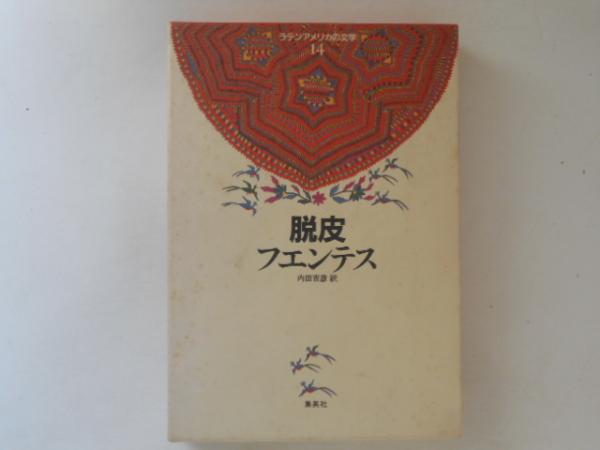 ラテンアメリカの文学
14
脱皮
フエンテス
内田吉彦 訳
集英社